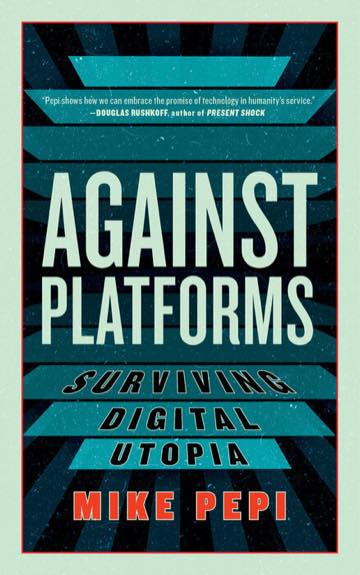 "Pepi shows how we can embrace the promise of technology in humanity's service."
—DOUGLAS RUSHKOFF, author of PRESENT SHOCK
AGAINST
PLATFORMS
SURVIVING
DIGITAL
UTOPIA
MIKE PEPI